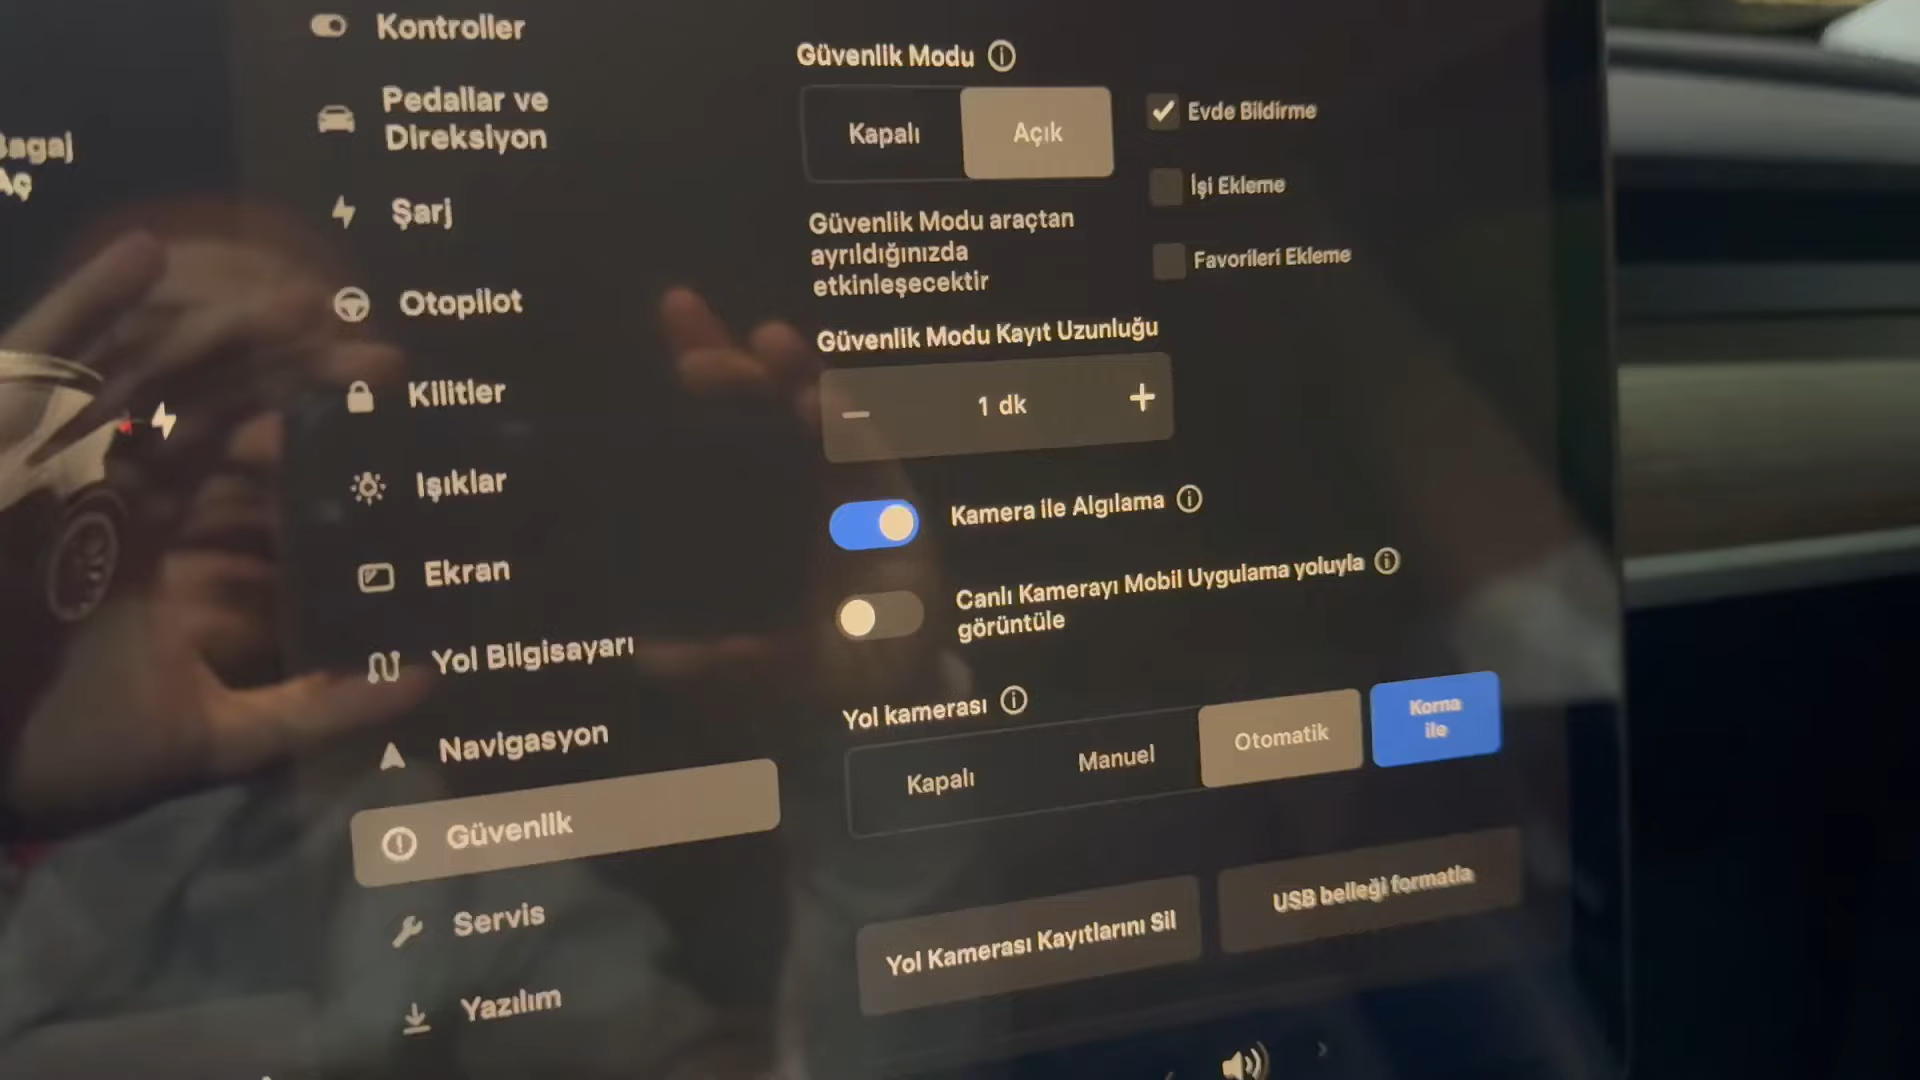 Bagaj
Aç
Kontroller
Pedallar ve
Direksiyon
Şarj
Otopilot
Kilitler
Işıklar
Ekran
Yol Bilgisayarı
Navigasyon
Güvenlik
Servis
Yazılım
Güvenlik Modu
Kapalı
Açık
Evde Bildirme
İşi Ekleme
Favorileri Ekleme
Güvenlik Modu araçtan
ayrıldığınızda
etkinleşecektir
Güvenlik Modu Kayıt Uzunluğu
− 1 dk +
Kamera ile Algılama
Canlı Kamerayı Mobil Uygulama yoluyla
görüntüle
Yol kamerası
Kapalı
Manuel
Otomatik
Korna
ile
Yol Kamerası Kayıtlarını Sil
USB belleği formatla